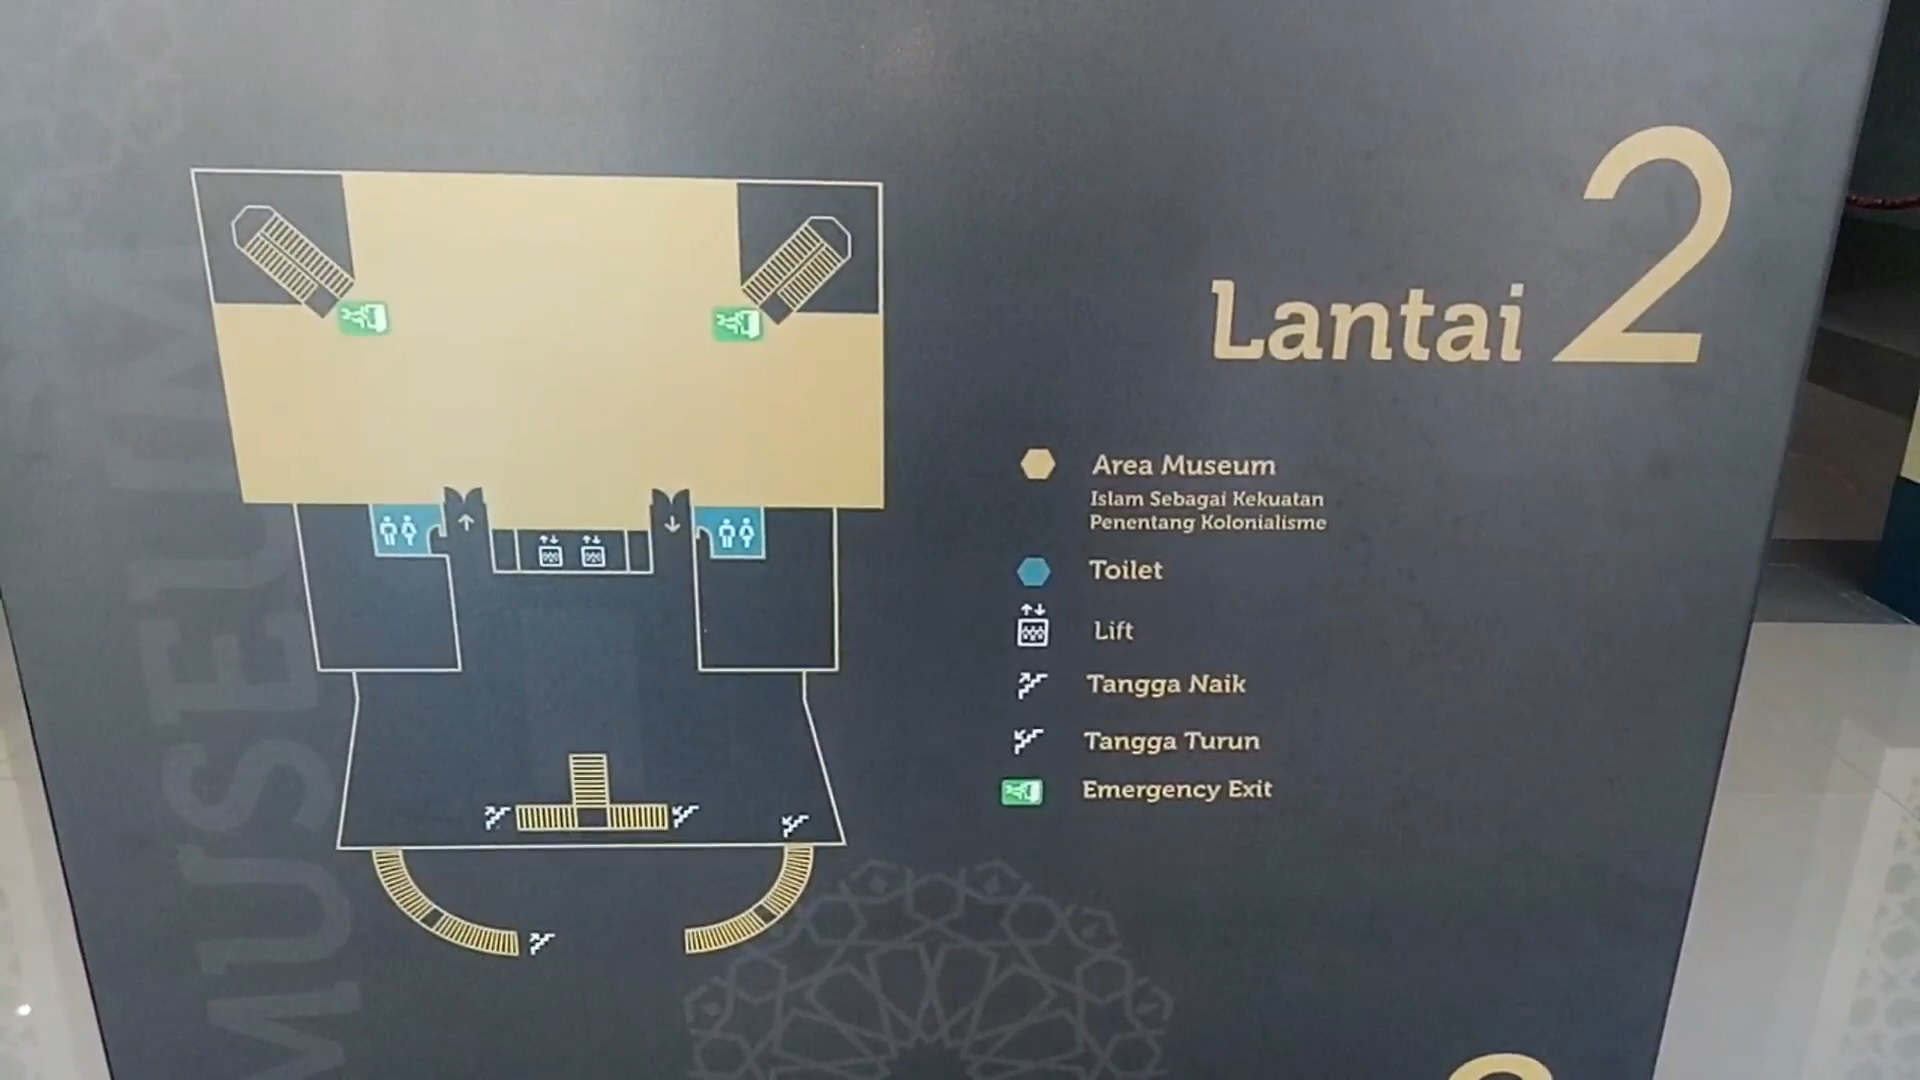 Lantai 2
Area Museum
Islam Sebagai Kekuatan
Penentang Kolonialisme
Toilet
Lift
Tangga Naik
Tangga Turun
Emergency Exit
MUSEUM